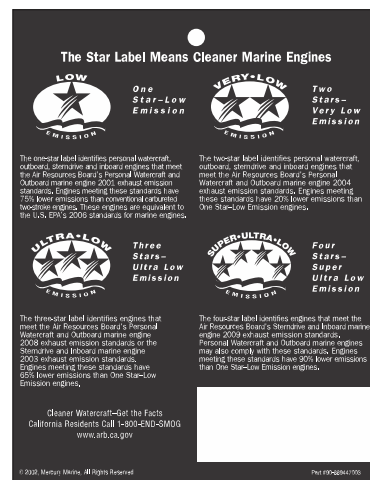 The Star Label Means Cleaner Marine Engines
LOW
EMISSION
One
Star–Low
Emission
VERY•LOW
EMISSION
Two
Stars–
Very Low
Emission
The one-star label identifies personal watercraft,
outboard, sterndrive and inboard engines that meet
the Air Resources Board's Personal Watercraft and
Outboard marine engine 2001 exhaust emission
standards. Engines meeting these standards have
75% lower emissions than conventional carbureted
two-stroke engines. These engines are equivalent to
the U.S. EPA's 2006 standards for marine engines.
The two-star label identifies personal watercraft,
outboard, sterndrive and inboard engines that
meet the Air Resources Board's Personal
Watercraft and Outboard marine engine 2004
exhaust emission standards. Engines meeting
these standards have 20% lower emissions than
One Star–Low Emission engines.
ULTRA•LOW
EMISSION
Three
Stars–
Ultra Low
Emission
SUPER•ULTRA•LOW
EMISSION
Four
Stars–
Super
Ultra Low
Emission
The three-star label identifies engines that
meet the Air Resources Board's Personal
Watercraft and Outboard marine engine
2008 exhaust emission standards or the
Sterndrive and Inboard marine engine
2003 exhaust emission standards.
Engines meeting these standards have
65% lower emissions than One Star–Low
Emission engines.
The four-star label identifies engines that meet the
Air Resources Board's Sterndrive and Inboard marine
engine 2009 exhaust emission standards.
Personal Watercraft and Outboard marine engines
may also comply with these standards. Engines
meeting these standards have 90% lower emissions
than One Star–Low Emission engines.
Cleaner Watercraft–Get the Facts
California Residents Call 1-800-END-SMOG
www.arb.ca.gov
© 2002, Mercury Marine, All Rights Reserved
Part #